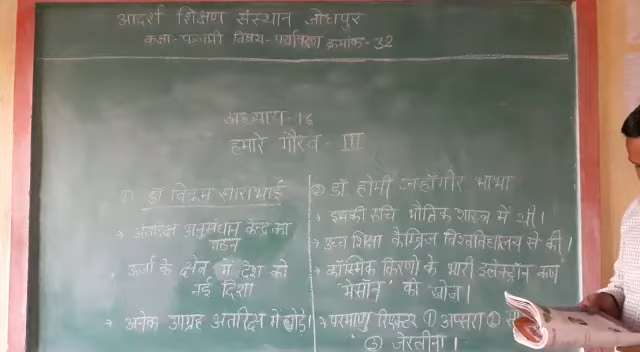 आदर्श शिक्षण संस्थान जोधपुर
कक्षा - पञ्चमी विषय - पर्यावरण क्रमांक - 32
अध्याय - 16
हमारे गौरव - III
① डॉ विक्रम साराभाई
→ अंतरिक्ष अनुसंधान केन्द्र का
गठन
ऊर्जा के क्षेत्र में देश को
नई दिशा
→ अनेक उपग्रह अंतरिक्ष में छोड़े।
② डॉ. होमी जहाँगीर भाभा
→ इनकी रुचि भौतिक शास्त्र में थी।
→ उच्च शिक्षा कैम्ब्रिज विश्वविद्यालय से की।
→ कॉस्मिक किरणों के भारी इलेक्ट्रॉन कण
"मेसॉन" की खोज।
→ परमाणु रिएक्टर ① अप्सरा ②
③ जेरलीना।